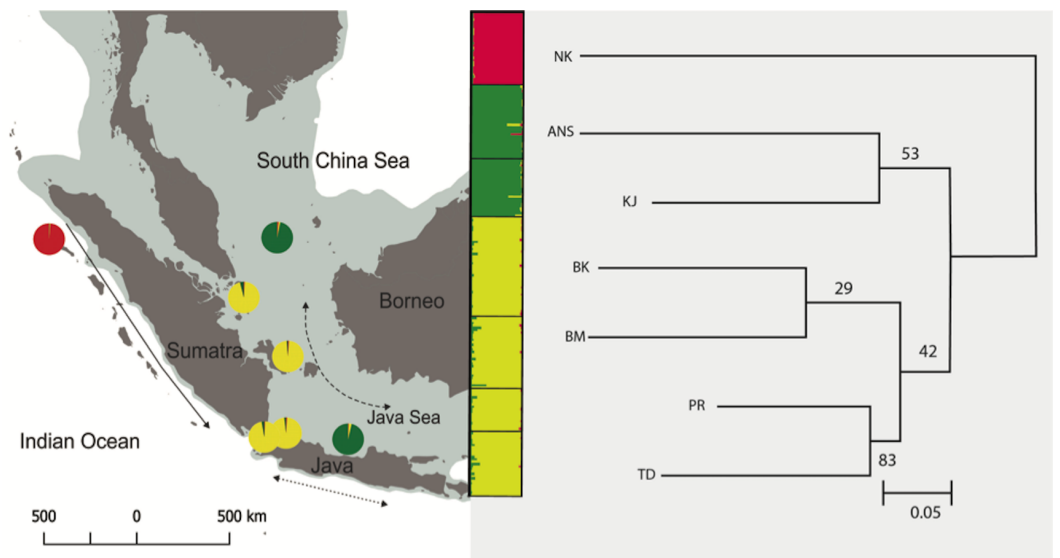 South China Sea
Borneo
Sumatra
Java Sea
Indian Ocean
Java
500 0 500 km
NK
ANS
53
KJ
BK
29
BM
42
PR
83
TD
0.05